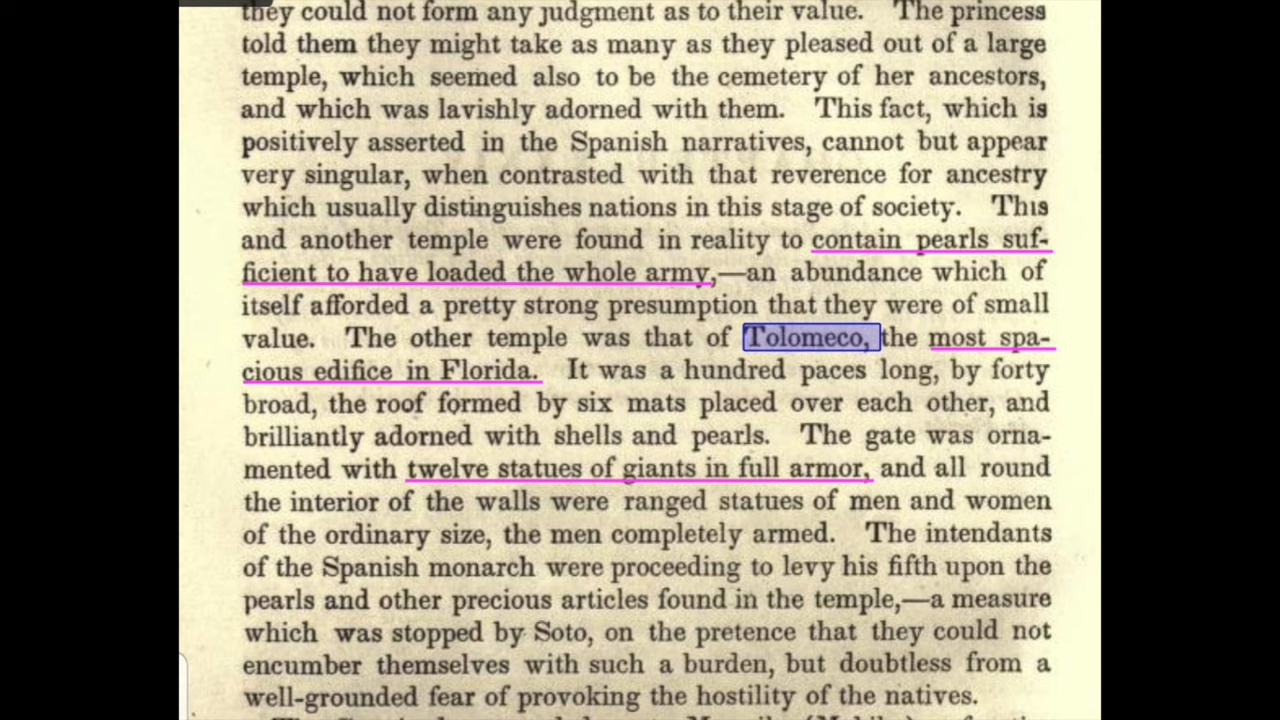 they could not form any judgment as to their value. The princess
told them they might take as many as they pleased out of a large
temple, which seemed also to be the cemetery of her ancestors,
and which was lavishly adorned with them. This fact, which is
positively asserted in the Spanish narratives, cannot but appear
very singular, when contrasted with that reverence for ancestry
which usually distinguishes nations in this stage of society. This
and another temple were found in reality to contain pearls suf-
ficient to have loaded the whole army,—an abundance which of
itself afforded a pretty strong presumption that they were of small
value. The other temple was that of Tolomeco, the most spa-
cious edifice in Florida. It was a hundred paces long, by forty
broad, the roof formed by six mats placed over each other, and
brilliantly adorned with shells and pearls. The gate was orna-
mented with twelve statues of giants in full armor, and all round
the interior of the walls were ranged statues of men and women
of the ordinary size, the men completely armed. The intendants
of the Spanish monarch were proceeding to levy his fifth upon the
pearls and other precious articles found in the temple,—a measure
which was stopped by Soto, on the pretence that they could not
encumber themselves with such a burden, but doubtless from a
well-grounded fear of provoking the hostility of the natives.